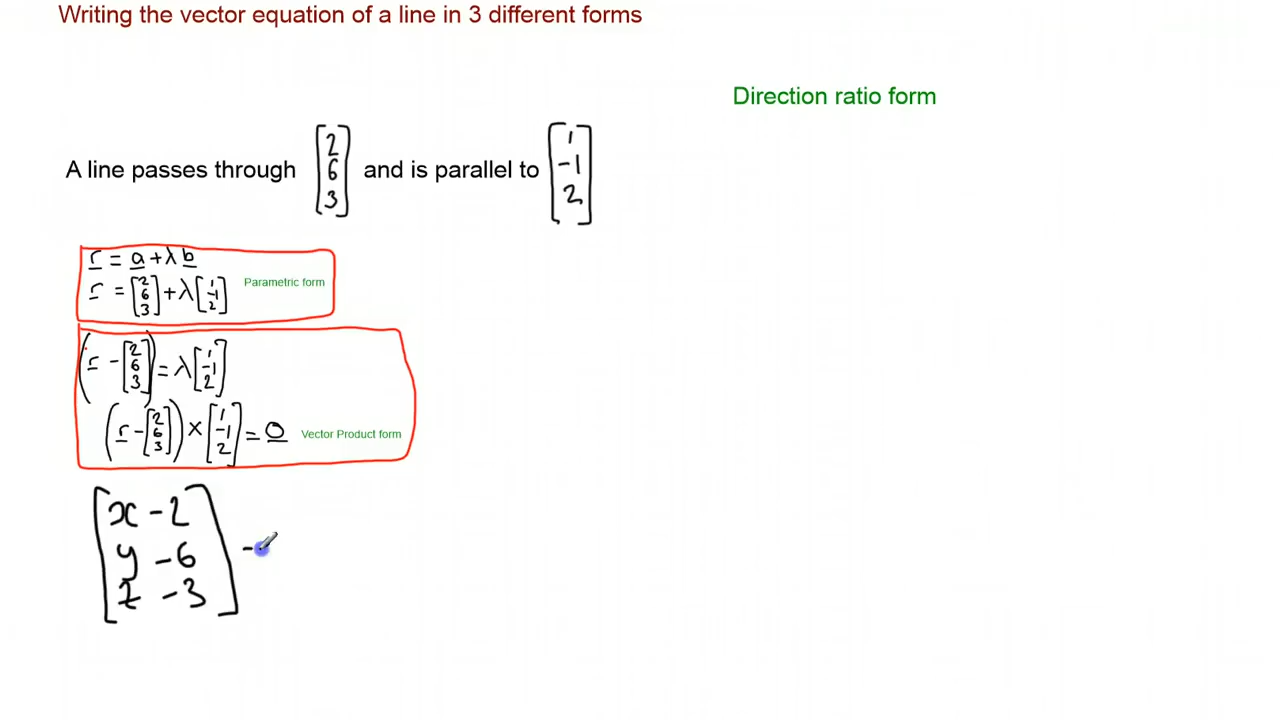 Writing the vector equation of a line in 3 different forms
Direction ratio form
A line passes through [2 6 3] and is parallel to [1 -1 2]
r = a + λ b
r = [2 6 3] + λ [1 -1 2] Parametric form
(r - [2 6 3]) = λ [1 -1 2]
(r - [2 6 3]) × [1 -1 2] = 0 Vector Product form
[x - 2
y - 6 -
z - 3]